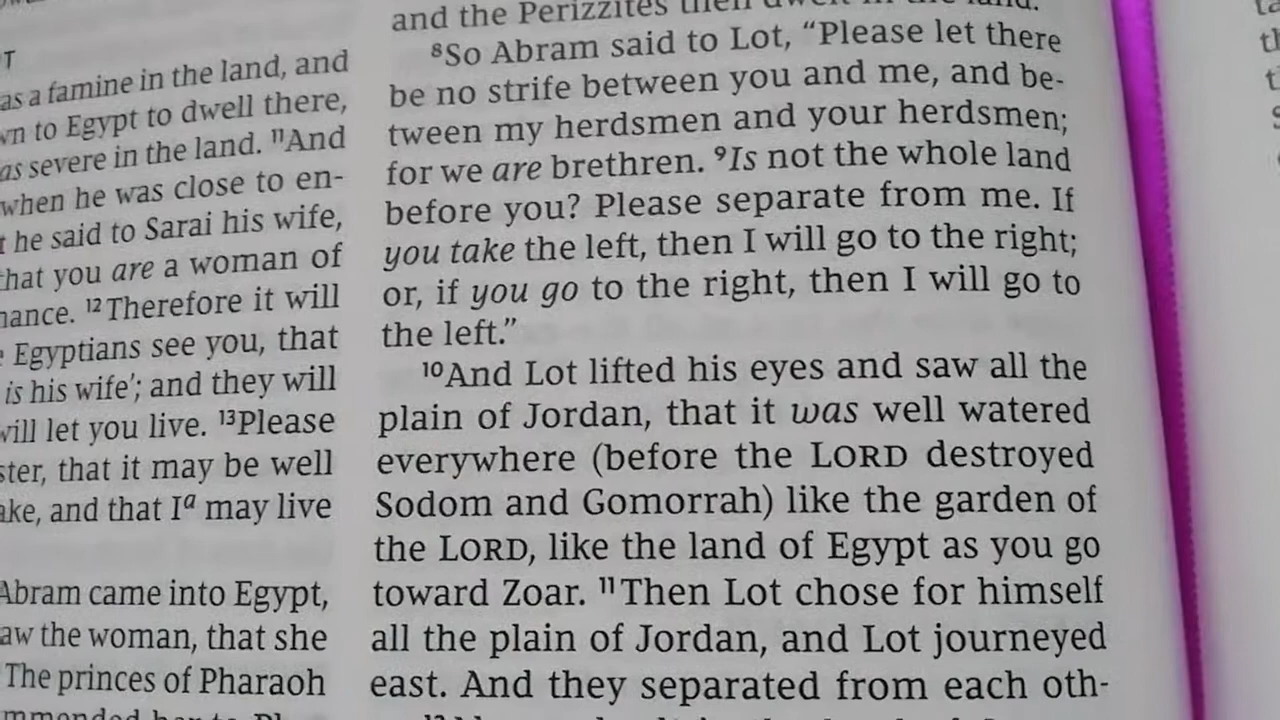 T
as a famine in the land, and
to Egypt to dwell there,
as severe in the land. ¹¹And
when he was close to en-
he said to Sarai his wife,
that you are a woman of
¹²Therefore it will
Egyptians see you, that
is his wife’; and they will
will let you live. ¹³Please
that it may be well
and that Iᵃ may live
Abram came into Egypt,
the woman, that she
The princes of Pharaoh
and the Perizzites then dwelt in the land.
⁸So Abram said to Lot, “Please let there
be no strife between you and me, and be-
tween my herdsmen and your herdsmen;
for we are brethren. ⁹Is not the whole land
before you? Please separate from me. If
you take the left, then I will go to the right;
or, if you go to the right, then I will go to
the left.”
¹⁰And Lot lifted his eyes and saw all the
plain of Jordan, that it was well watered
everywhere (before the LORD destroyed
Sodom and Gomorrah) like the garden of
the LORD, like the land of Egypt as you go
toward Zoar. ¹¹Then Lot chose for himself
all the plain of Jordan, and Lot journeyed
east. And they separated from each oth-